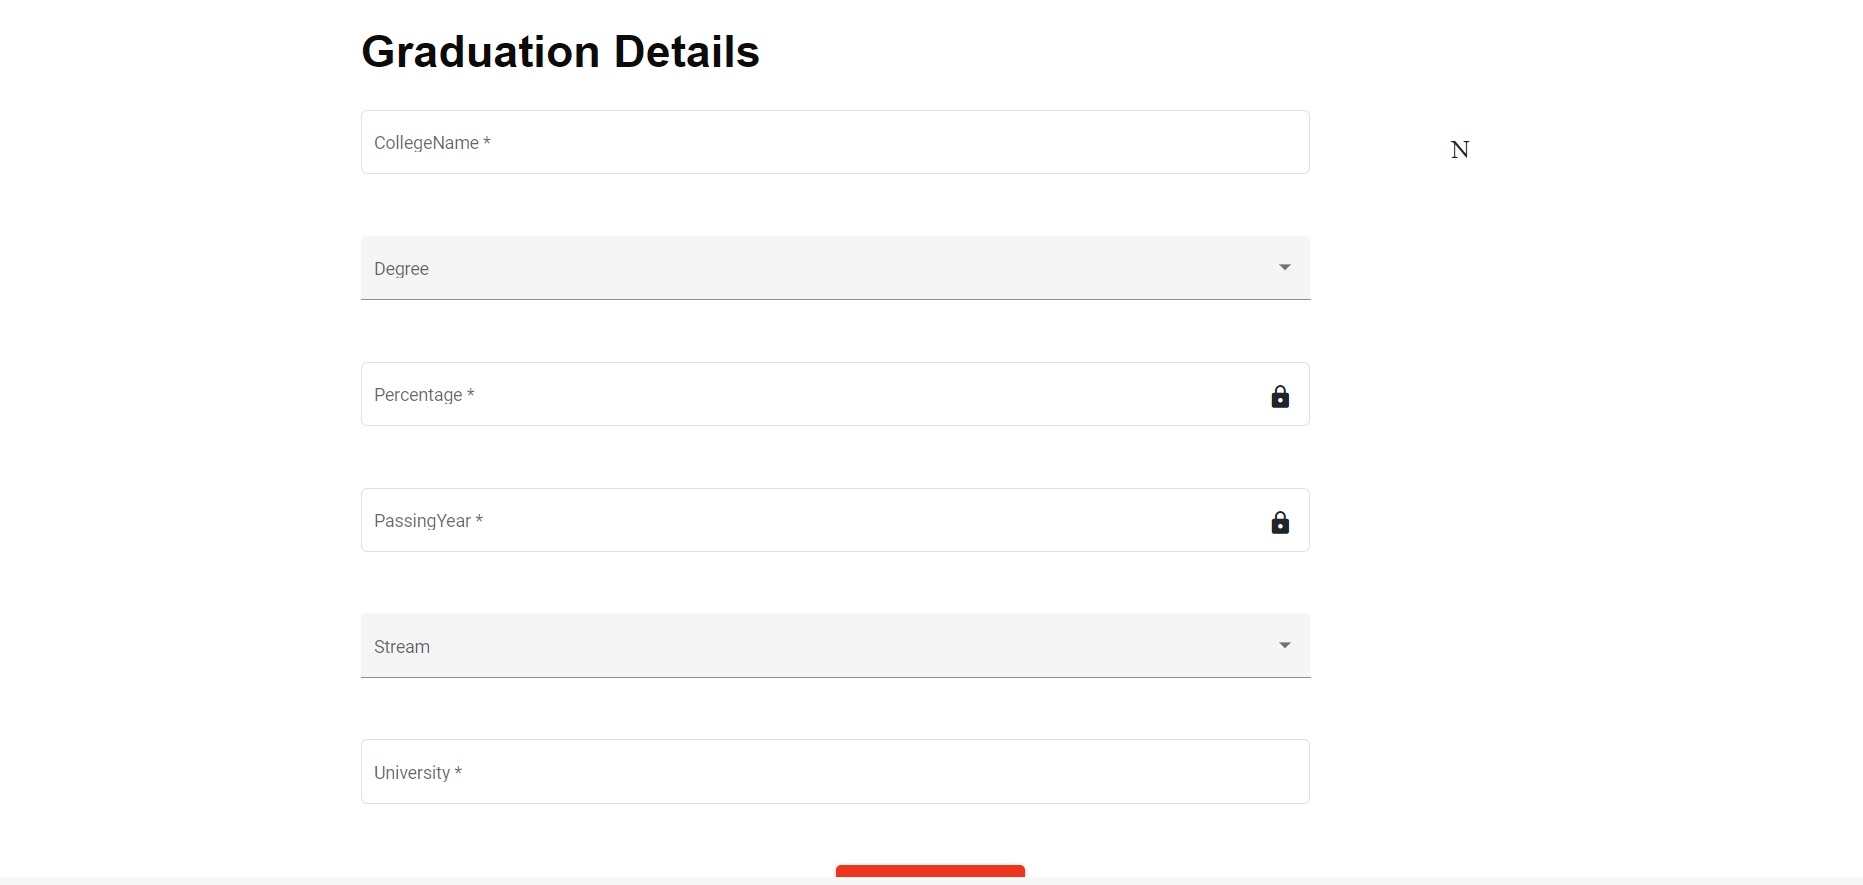 Graduation Details
CollegeName *
N
Degree
Percentage *
PassingYear *
Stream
University *